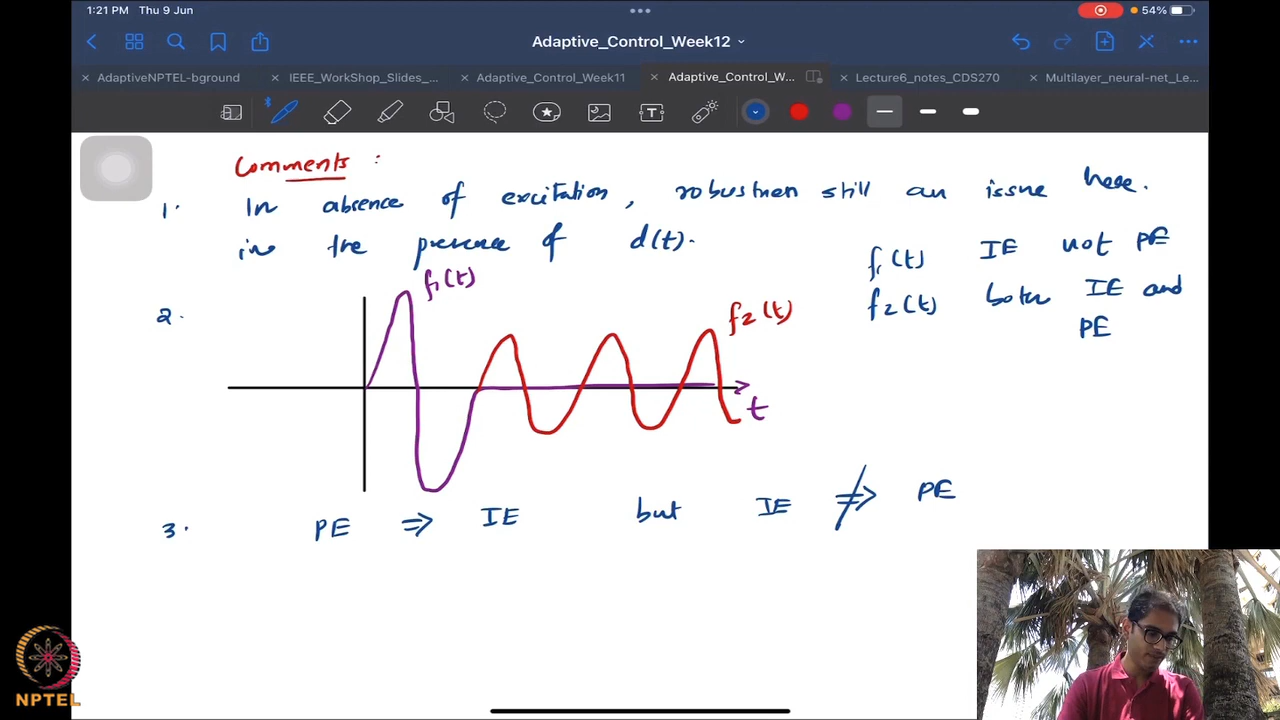 1:21 PM Thu 9 Jun
54%
Adaptive_Control_Week12
AdaptiveNPTEL-bground
IEEE_WorkShop_Slides_...
Adaptive_Control_Week11
Adaptive_Control_W...
Lecture6_notes_CDS270
Multilayer_neural-net_Le...
Comments :
1. In absence of excitation, robustness still an issue here.
in the presence of d(t).
f1(t) IE not PE
f2(t) both IE and
PE
2.
f1(t)
f2(t)
t
3. PE ⇒ IE but IE ⇏ PE
NPTEL